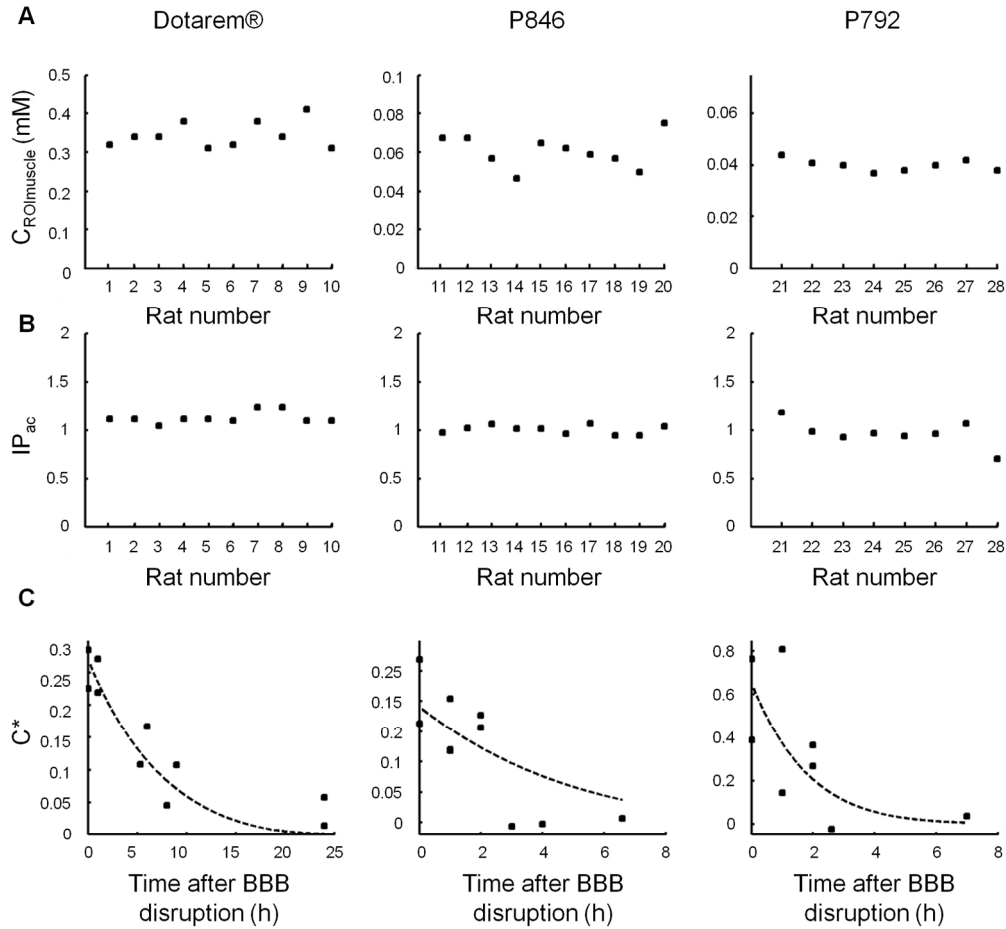 A
Dotarem®
P846
P792
C_ROImuscle (mM)
0.5
0.4
0.3
0.2
0.1
0
1 2 3 4 5 6 7 8 9 10
Rat number
0.1
0.08
0.06
0.04
0.02
0
11 12 13 14 15 16 17 18 19 20
Rat number
0.06
0.04
0.02
0
21 22 23 24 25 26 27 28
Rat number
B
IP_ac
2
1.5
1
0.5
0
1 2 3 4 5 6 7 8 9 10
Rat number
2
1.5
1
0.5
0
11 12 13 14 15 16 17 18 19 20
Rat number
2
1.5
1
0.5
0
21 22 23 24 25 26 27 28
Rat number
C
C*
0.3
0.25
0.2
0.15
0.1
0.05
0
0 5 10 15 20 25
Time after BBB
disruption (h)
0.25
0.15
0.2
0.05
0
0 2 4 6 8
Time after BBB
disruption (h)
0.8
0.6
0.4
0.2
0
0 2 4 6 8
Time after BBB
disruption (h)